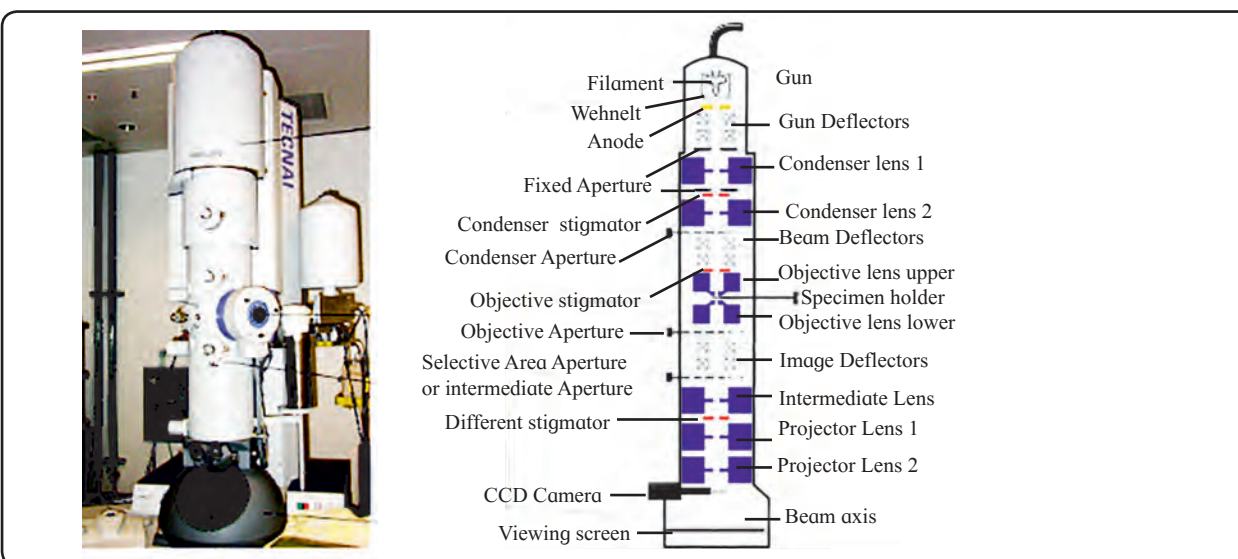 TECNAI
Filament
Gun
Wehnelt
Gun Deflectors
Anode
Condenser lens 1
Fixed Aperture
Condenser lens 2
Condenser stigmator
Beam Deflectors
Condenser Aperture
Objective lens upper
Objective stigmator
Specimen holder
Objective lens lower
Objective Aperture
Image Deflectors
Selective Area Aperture
or intermediate Aperture
Intermediate Lens
Different stigmator
Projector Lens 1
Projector Lens 2
CCD Camera
Beam axis
Viewing screen